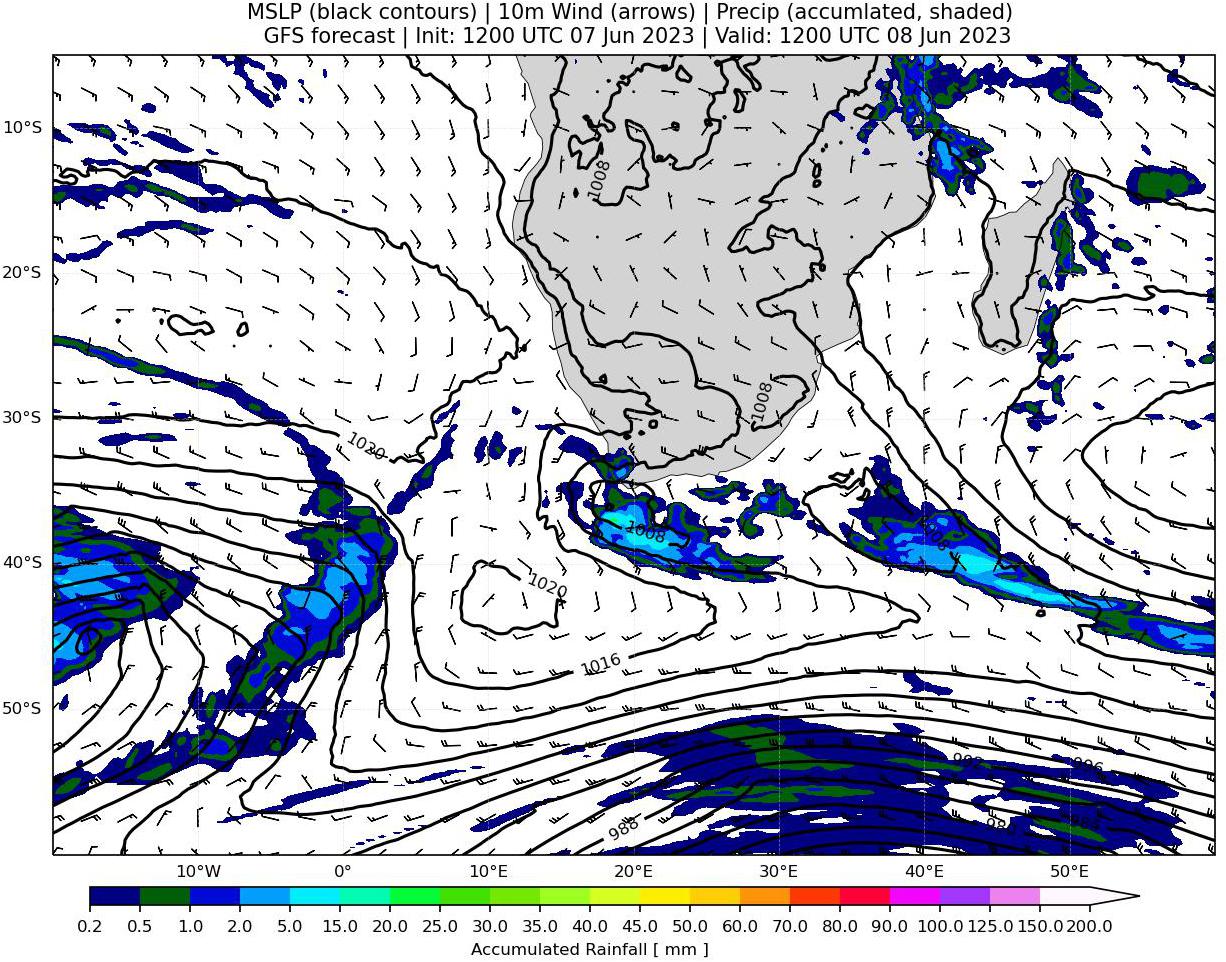 MSLP (black contours) | 10m Wind (arrows) | Precip (accumlated, shaded)
GFS forecast | Init: 1200 UTC 07 Jun 2023 | Valid: 1200 UTC 08 Jun 2023
10°S
1008
20°S
1008
30°S
1020
1008
40°S
1020
1016
50°S
996
988
10°W 0° 10°E 20°E 30°E 40°E 50°E
0.2 0.5 1.0 2.0 5.0 10.0 15.0 20.0 25.0 30.0 35.0 40.0 45.0 50.0 60.0 70.0 80.0 90.0 100.0 125.0 150.0 200.0
Accumulated Rainfall [ mm ]